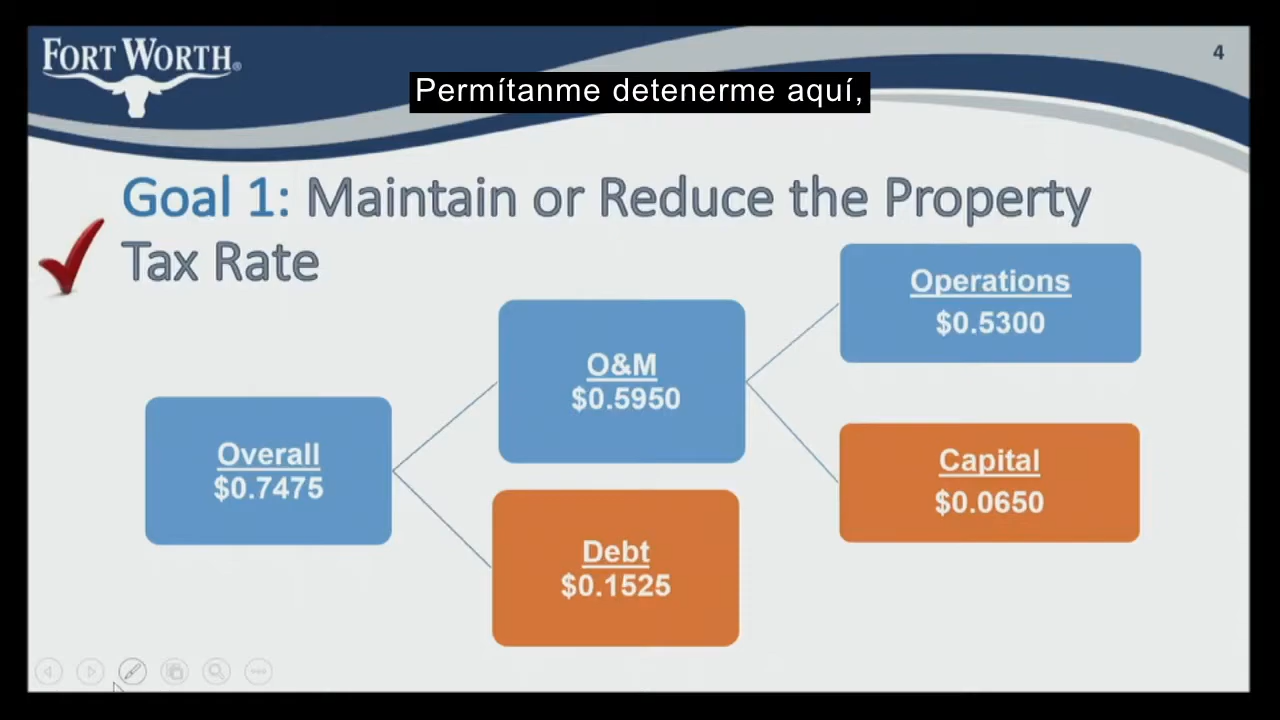 FORT WORTH®
4
Permítanme detenerme aquí,
Goal 1: Maintain or Reduce the Property
Tax Rate
Overall
$0.7475
O&M
$0.5950
Debt
$0.1525
Operations
$0.5300
Capital
$0.0650